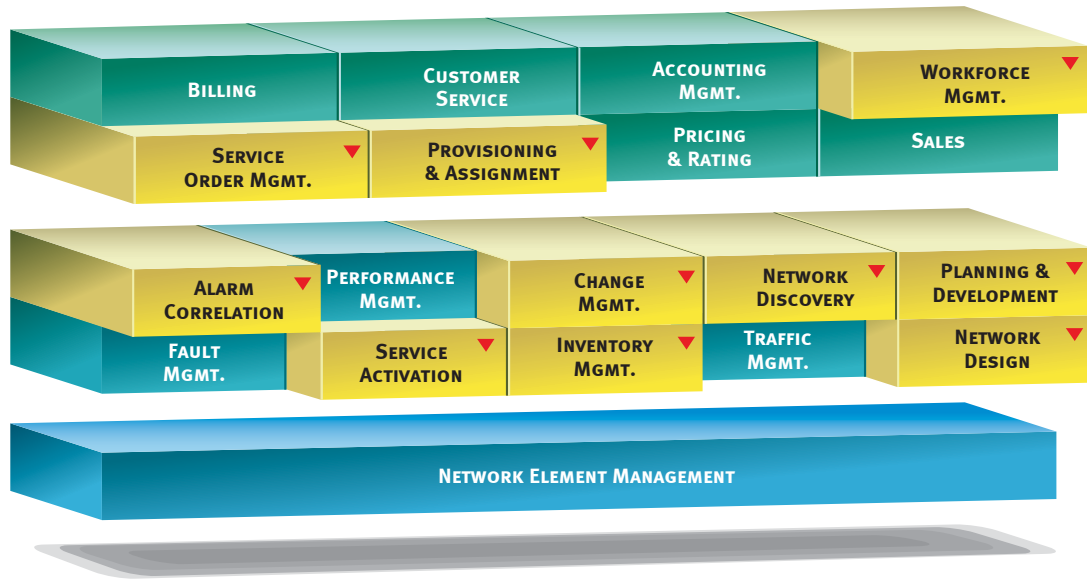 BILLING
CUSTOMER
SERVICE
ACCOUNTING
MGMT.
WORKFORCE
MGMT.
SERVICE
ORDER MGMT.
PROVISIONING
& ASSIGNMENT
PRICING
& RATING
SALES
ALARM
CORRELATION
PERFORMANCE
MGMT.
CHANGE
MGMT.
NETWORK
DISCOVERY
PLANNING &
DEVELOPMENT
FAULT
MGMT.
SERVICE
ACTIVATION
INVENTORY
MGMT.
TRAFFIC
MGMT.
NETWORK
DESIGN
NETWORK ELEMENT MANAGEMENT